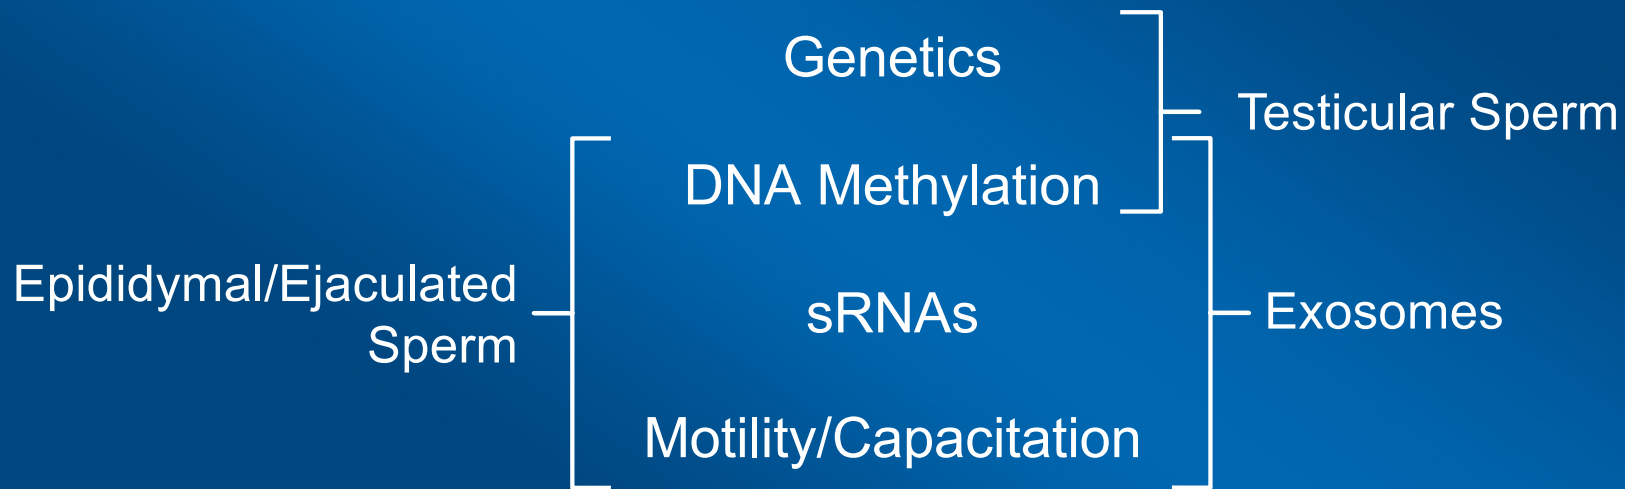 Genetics
Testicular Sperm
DNA Methylation
Epididymal/Ejaculated
Sperm
sRNAs
Exosomes
Motility/Capacitation